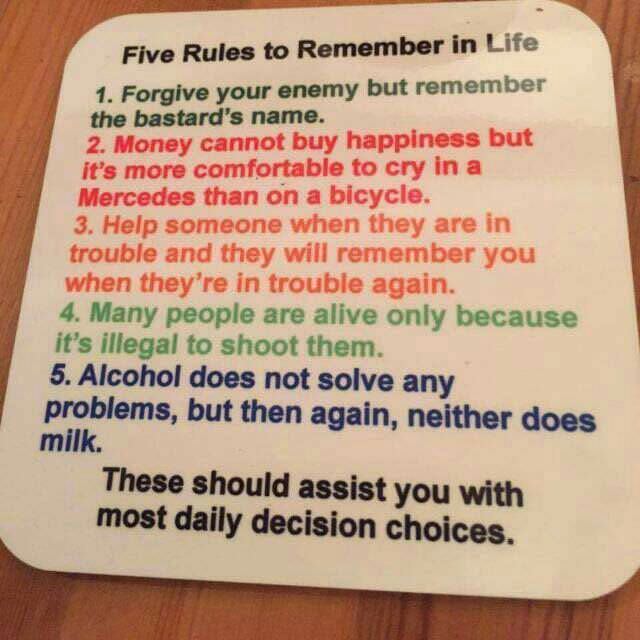 Five Rules to Remember in Life
1. Forgive your enemy but remember
the bastard's name.
2. Money cannot buy happiness but
it's more comfortable to cry in a
Mercedes than on a bicycle.
3. Help someone when they are in
trouble and they will remember you
when they're in trouble again.
4. Many people are alive only because
it's illegal to shoot them.
5. Alcohol does not solve any
problems, but then again, neither does
milk.
These should assist you with
most daily decision choices.